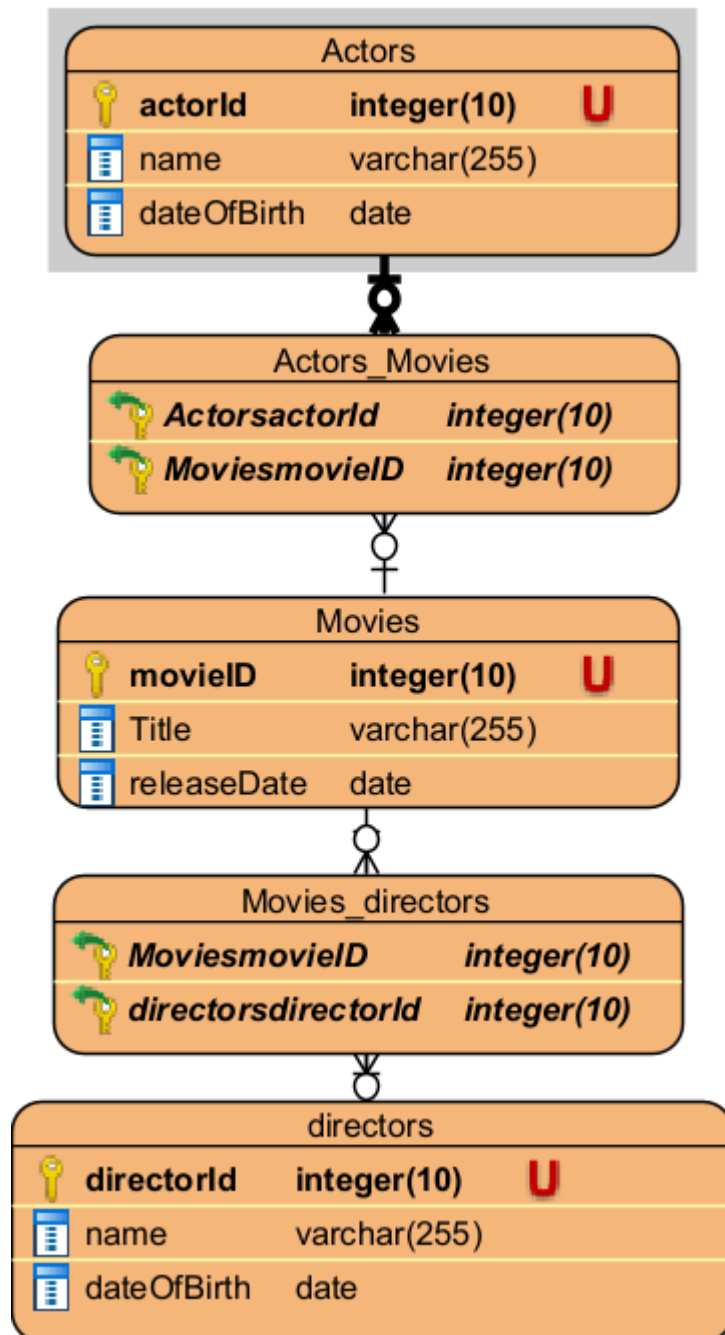 Actors
actorId integer(10) U
name varchar(255)
dateOfBirth date
Actors_Movies
ActorsactorId integer(10)
MoviesmovieID integer(10)
Movies
movieID integer(10) U
Title varchar(255)
releaseDate date
Movies_directors
MoviesmovieID integer(10)
directorsdirectorId integer(10)
directors
directorId integer(10) U
name varchar(255)
dateOfBirth date